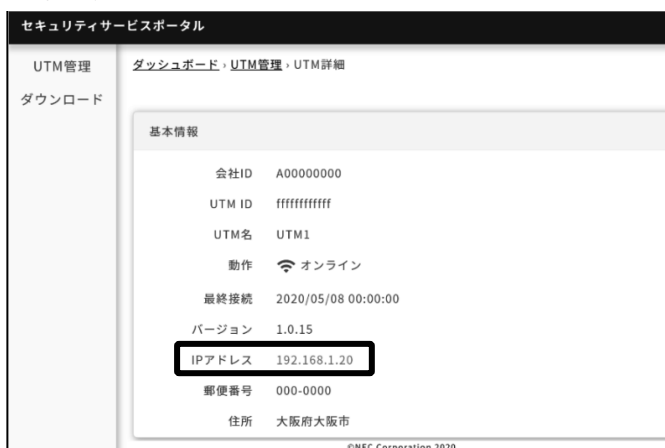 セキュリティサービスポータル
UTM管理
ダウンロード
ダッシュボード › UTM管理 › UTM詳細
基本情報
会社ID A00000000
UTM ID ffffffffffff
UTM名 UTM1
動作 オンライン
最終接続 2020/05/08 00:00:00
バージョン 1.0.15
IPアドレス 192.168.1.20
郵便番号 000-0000
住所 大阪府大阪市
©NEC Corporation 2020